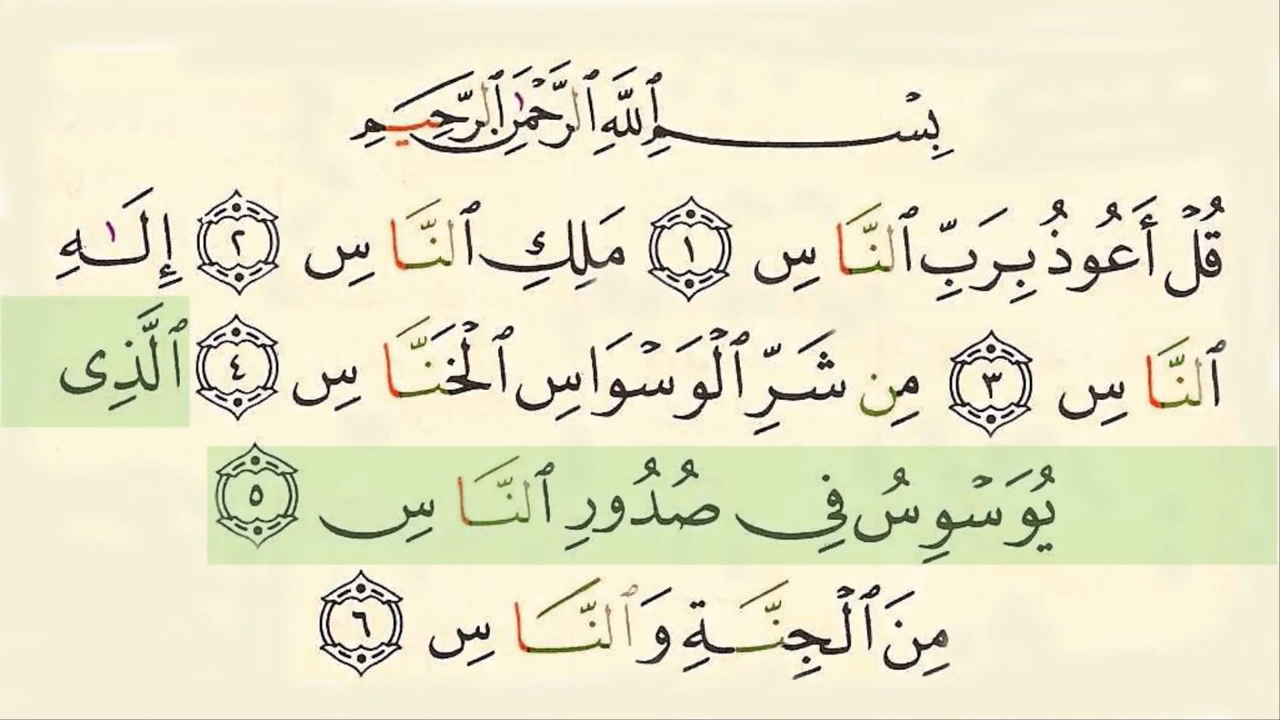 بِسْمِ ٱللَّهِ ٱلرَّحْمَٰنِ ٱلرَّحِيمِ
قُلْ أَعُوذُ بِرَبِّ ٱلنَّاسِ ١ مَلِكِ ٱلنَّاسِ ٢ إِلَٰهِ
ٱلنَّاسِ ٣ مِن شَرِّ ٱلْوَسْوَاسِ ٱلْخَنَّاسِ ٤ ٱلَّذِى
يُوَسْوِسُ فِى صُدُورِ ٱلنَّاسِ ٥
مِنَ ٱلْجِنَّةِ وَٱلنَّاسِ ٦